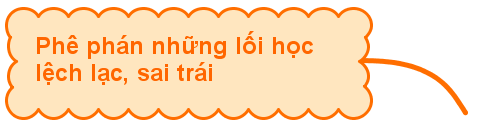 Phê phán những lối học
lệch lạc, sai trái